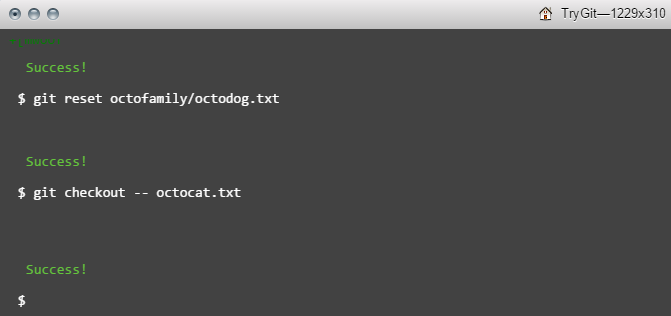 TryGit—1229x310
Success!
$ git reset octofamily/octodog.txt
Success!
$ git checkout -- octocat.txt
Success!
$